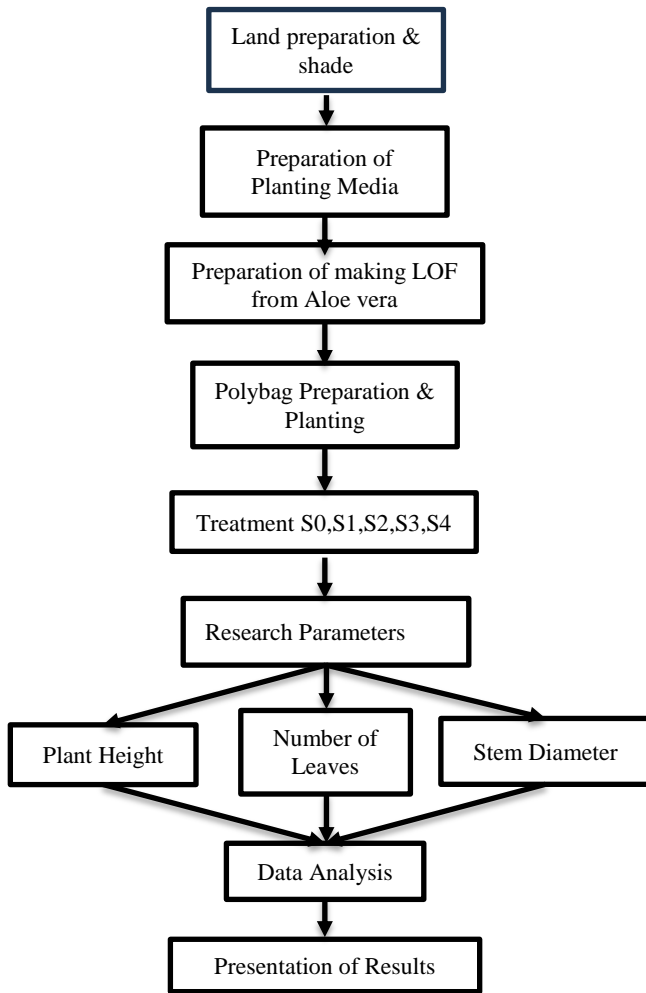 Land preparation &
shade
Preparation of
Planting Media
Preparation of making LOF
from Aloe vera
Polybag Preparation &
Planting
Treatment S0,S1,S2,S3,S4
Research Parameters
Plant Height
Number of
Leaves
Stem Diameter
Data Analysis
Presentation of Results